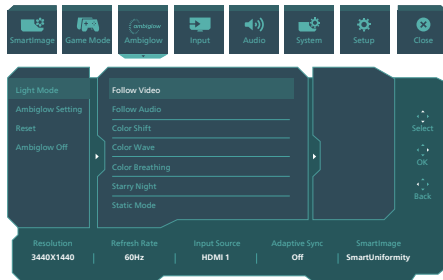 ambiglow
SmartImage Game Mode Ambiglow Input Audio System Setup Close
Light Mode
Ambiglow Setting
Reset
Ambiglow Off
Follow Video
Follow Audio
Color Shift
Color Wave
Color Breathing
Starry Night
Static Mode
Select
OK
Back
Resolution Refresh Rate Input Source Adaptive Sync SmartImage
3440X1440 60Hz HDMI 1 Off SmartUniformity